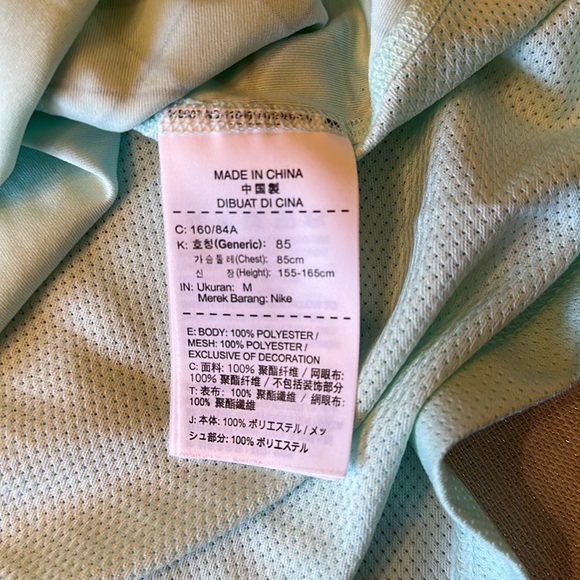 MADE IN CHINA
中国製
DIBUAT DI CINA
C: 160/84A
K: 호칭(Generic): 85
가슴둘레(Chest): 85cm
신 장(Height): 155-165cm
IN: Ukuran: M
Merek Barang: Nike
E: BODY: 100% POLYESTER /
MESH: 100% POLYESTER /
EXCLUSIVE OF DECORATION
C: 面料: 100% 聚酯纤维 / 网眼布:
100% 聚酯纤维 / 不包括装饰部分
T: 表布: 100% 聚酯纖維 / 網眼布:
100% 聚酯纖維
J: 本体: 100% ポリエステル / メッ
シュ部分: 100% ポリエステル